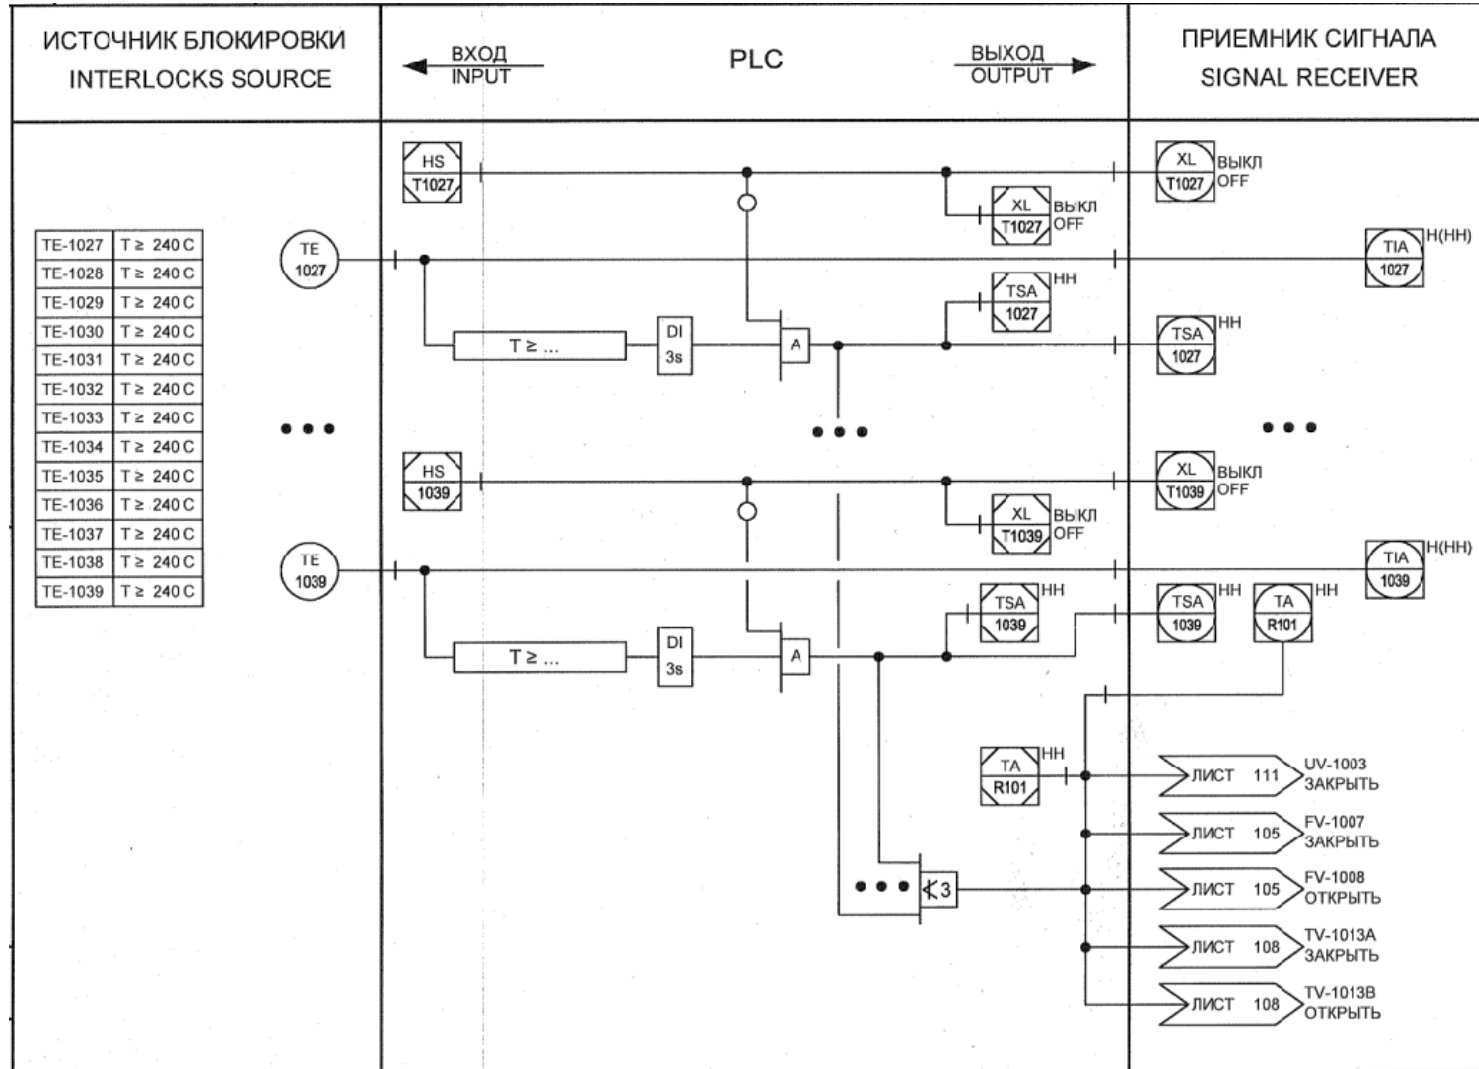 ИСТОЧНИК БЛОКИРОВКИ
INTERLOCKS SOURCE
ВХОД
INPUT
PLC
ВЫХОД
OUTPUT
ПРИЕМНИК СИГНАЛА
SIGNAL RECEIVER
HS
T1027
XL
T1027
ВЫКЛ
OFF
XL
T1027
ВЫКЛ
OFF
TE-1027 T ≥ 240 C
TE-1028 T ≥ 240 C
TE-1029 T ≥ 240 C
TE-1030 T ≥ 240 C
TE-1031 T ≥ 240 C
TE-1032 T ≥ 240 C
TE-1033 T ≥ 240 C
TE-1034 T ≥ 240 C
TE-1035 T ≥ 240 C
TE-1036 T ≥ 240 C
TE-1037 T ≥ 240 C
TE-1038 T ≥ 240 C
TE-1039 T ≥ 240 C
TE
1027
TIA
1027
H(HH)
TSA
1027
HH
T ≥ ...
DI
3s
A
TSA
1027
HH
HS
1039
XL
T1039
ВЫКЛ
OFF
XL
T1039
ВЫКЛ
OFF
TE
1039
TIA
1039
H(HH)
TSA
1039
HH
TSA
1039
HH
TA
R101
HH
T ≥ ...
DI
3s
A
TA
R101
HH
ЛИСТ 111
UV-1003
ЗАКРЫТЬ
ЛИСТ 105
FV-1007
ЗАКРЫТЬ
≮3
ЛИСТ 105
FV-1008
ОТКРЫТЬ
ЛИСТ 108
TV-1013A
ЗАКРЫТЬ
ЛИСТ 108
TV-1013B
ОТКРЫТЬ